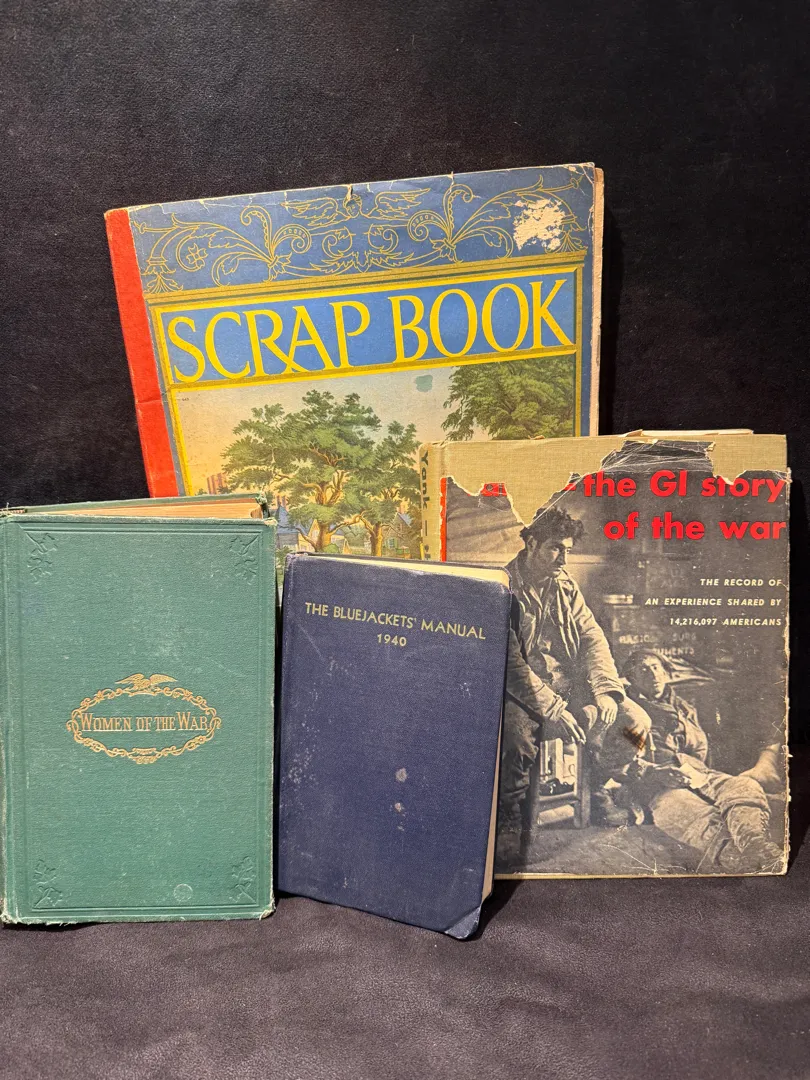 SCRAP BOOK
the GI story
of the war
THE RECORD OF
AN EXPERIENCE SHARED BY
14,216,097 AMERICANS
THE BLUEJACKETS' MANUAL
1940
WOMEN OF THE WAR